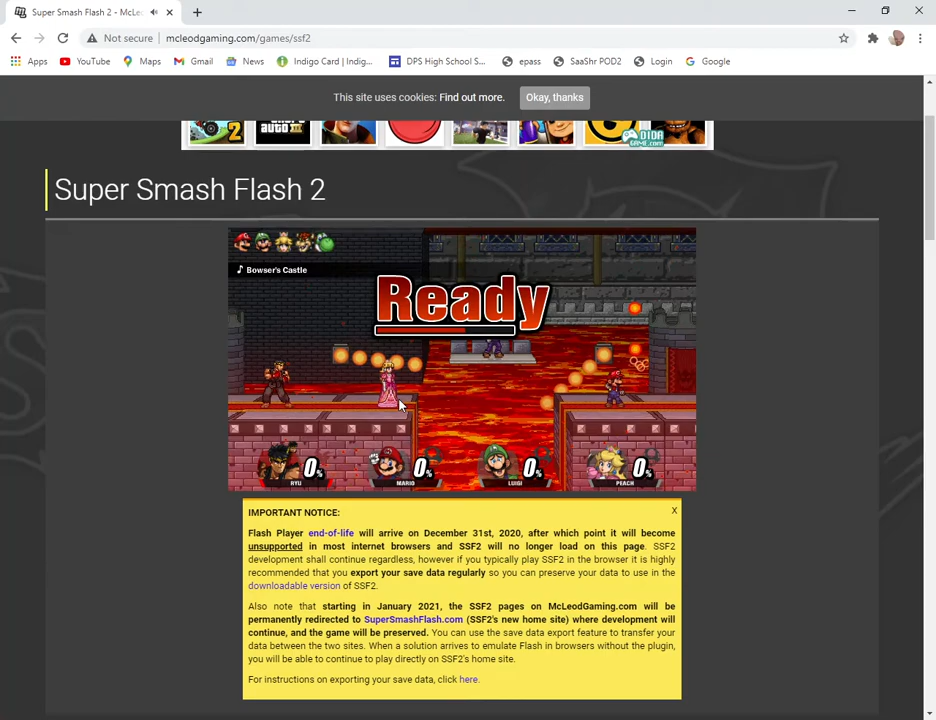 Super Smash Flash 2 - McLe
Not secure mcleodgaming.com/games/ssf2
Apps YouTube Maps Gmail News Indigo Card | Indig... DPS High School S... epass SaaShr POD2 Login Google
This site uses cookies: Find out more. Okay, thanks
2 III DIDA GAME.com
Super Smash Flash 2
Bowser's Castle
Ready
0% 0% 0% 0%
RYU MARIO LUIGI PEACH
IMPORTANT NOTICE: X
Flash Player end-of-life will arrive on December 31st, 2020, after which point it will become
unsupported in most internet browsers and SSF2 will no longer load on this page. SSF2
development shall continue regardless, however if you typically play SSF2 in the browser it is highly
recommended that you export your save data regularly so you can preserve your data to use in the
downloadable version of SSF2.
Also note that starting in January 2021, the SSF2 pages on McLeodGaming.com will be
permanently redirected to SuperSmashFlash.com (SSF2's new home site) where development will
continue, and the game will be preserved. You can use the save data export feature to transfer your
data between the two sites. When a solution arrives to emulate Flash in browsers without the plugin,
you will be able to continue to play directly on SSF2's home site.
For instructions on exporting your save data, click here.